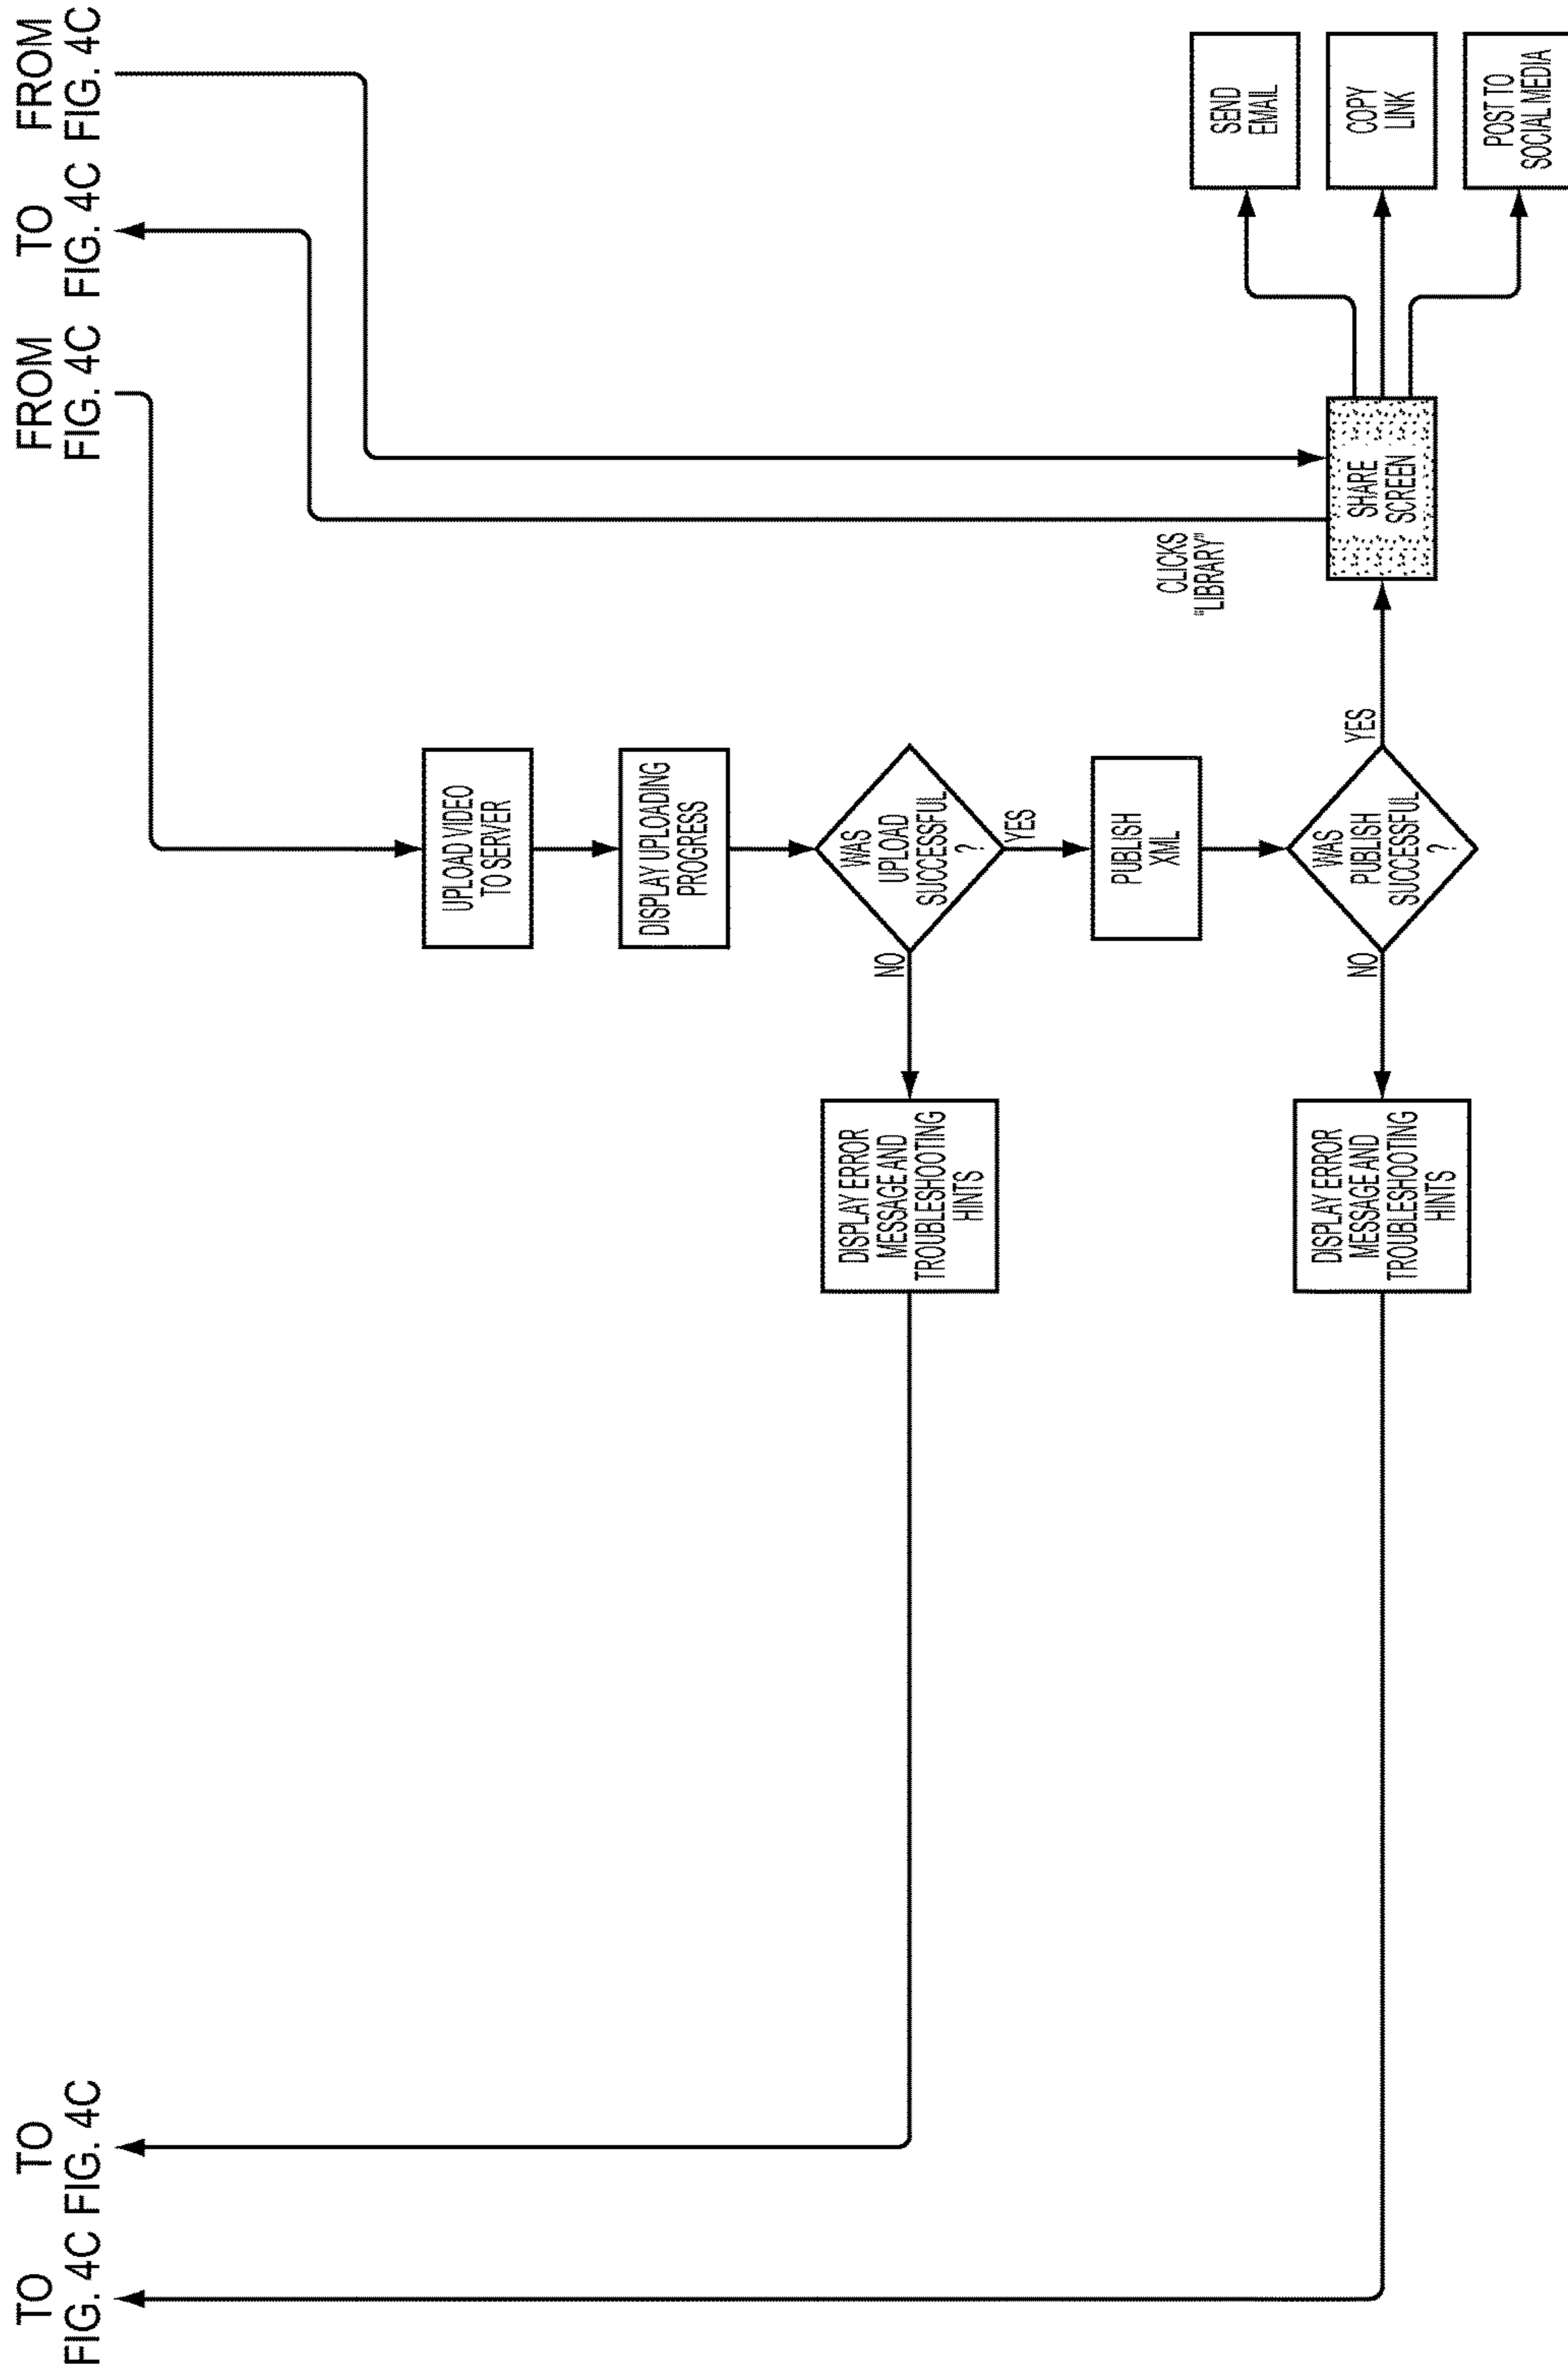 TO
FIG. 4C
TO
FIG. 4C
FROM
FIG. 4C
TO
FIG. 4C
FROM
FIG. 4C
UPLOAD VIDEO
TO SERVER
DISPLAY UPLOADING
PROGRESS
WAS
UPLOAD
SUCCESSFUL
?
NO
YES
DISPLAY ERROR
MESSAGE AND
TROUBLESHOOTING
HINTS
PUBLISH
XML
CLICKS
"LIBRARY"
WAS
PUBLISH
SUCCESSFUL
?
NO
YES
DISPLAY ERROR
MESSAGE AND
TROUBLESHOOTING
HINTS
SHARE
SCREEN
SEND
EMAIL
COPY
LINK
POST TO
SOCIAL MEDIA